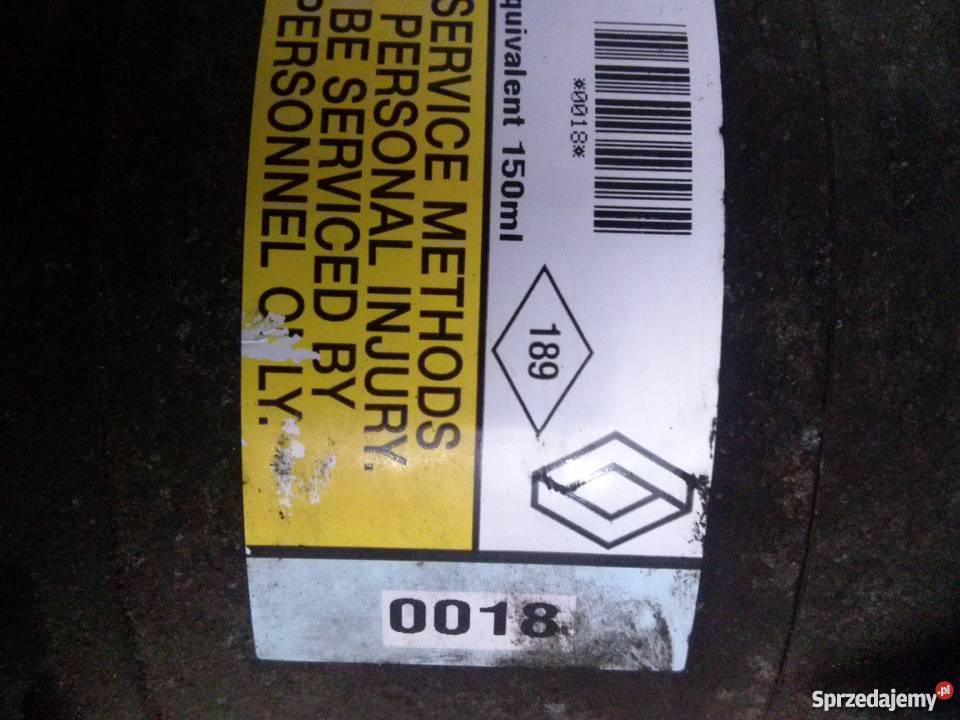 *0018*
quivalent 150ml
189
SERVICE METHODS
PERSONAL INJURY.
BE SERVICED BY
PERSONNEL ONLY.
0018
Sprzedajemy.pl